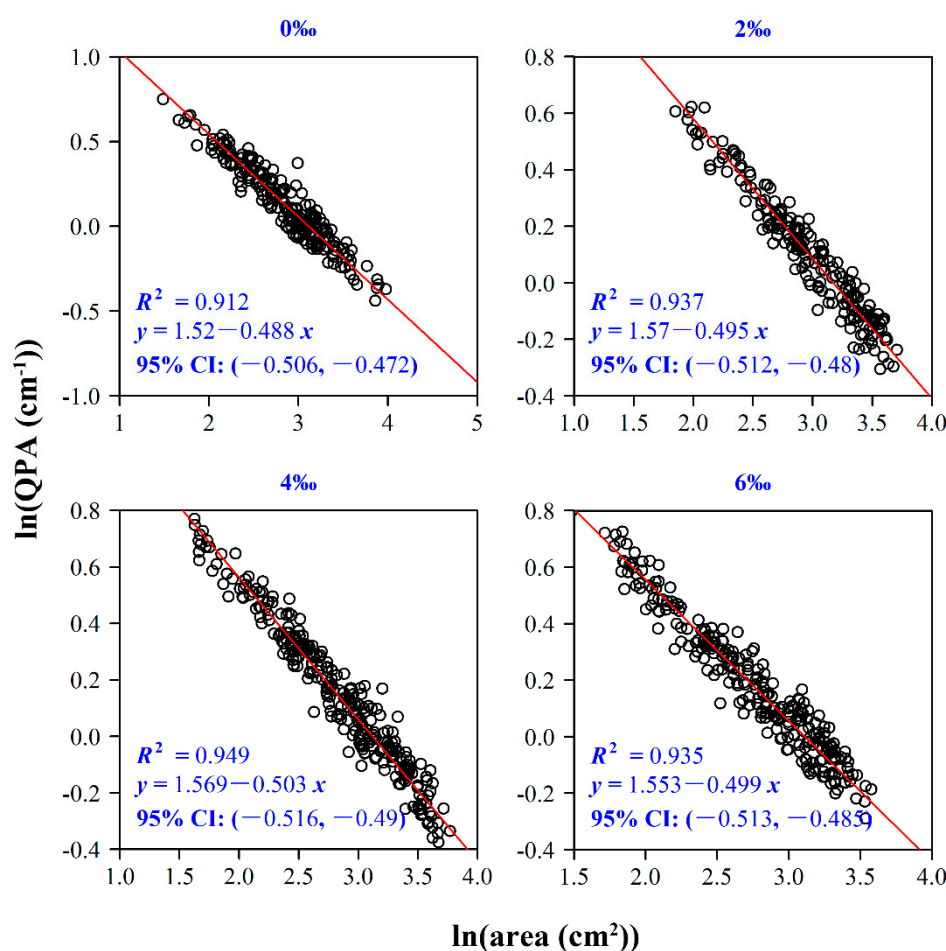 0‰
1.0
0.5
0.0
-0.5
-1.0
R² = 0.912
y = 1.52−0.488 x
95% CI: (−0.506, −0.472)
1 2 3 4 5
2‰
0.8
0.6
0.4
0.2
-0.0
-0.2
-0.4
R² = 0.937
y = 1.57−0.495 x
95% CI: (−0.512, −0.48)
1.0 1.5 2.0 2.5 3.0 3.5 4.0
ln(QPA (cm⁻¹))
4‰
0.8
0.6
0.4
0.2
-0.0
-0.2
-0.4
R² = 0.949
y = 1.569−0.503 x
95% CI: (−0.516, −0.49)
1.0 1.5 2.0 2.5 3.0 3.5 4.0
6‰
0.8
0.6
0.4
0.2
-0.0
-0.2
-0.4
R² = 0.935
y = 1.553−0.499 x
95% CI: (−0.513, −0.485)
1.5 2.0 2.5 3.0 3.5 4.0
ln(area (cm²))